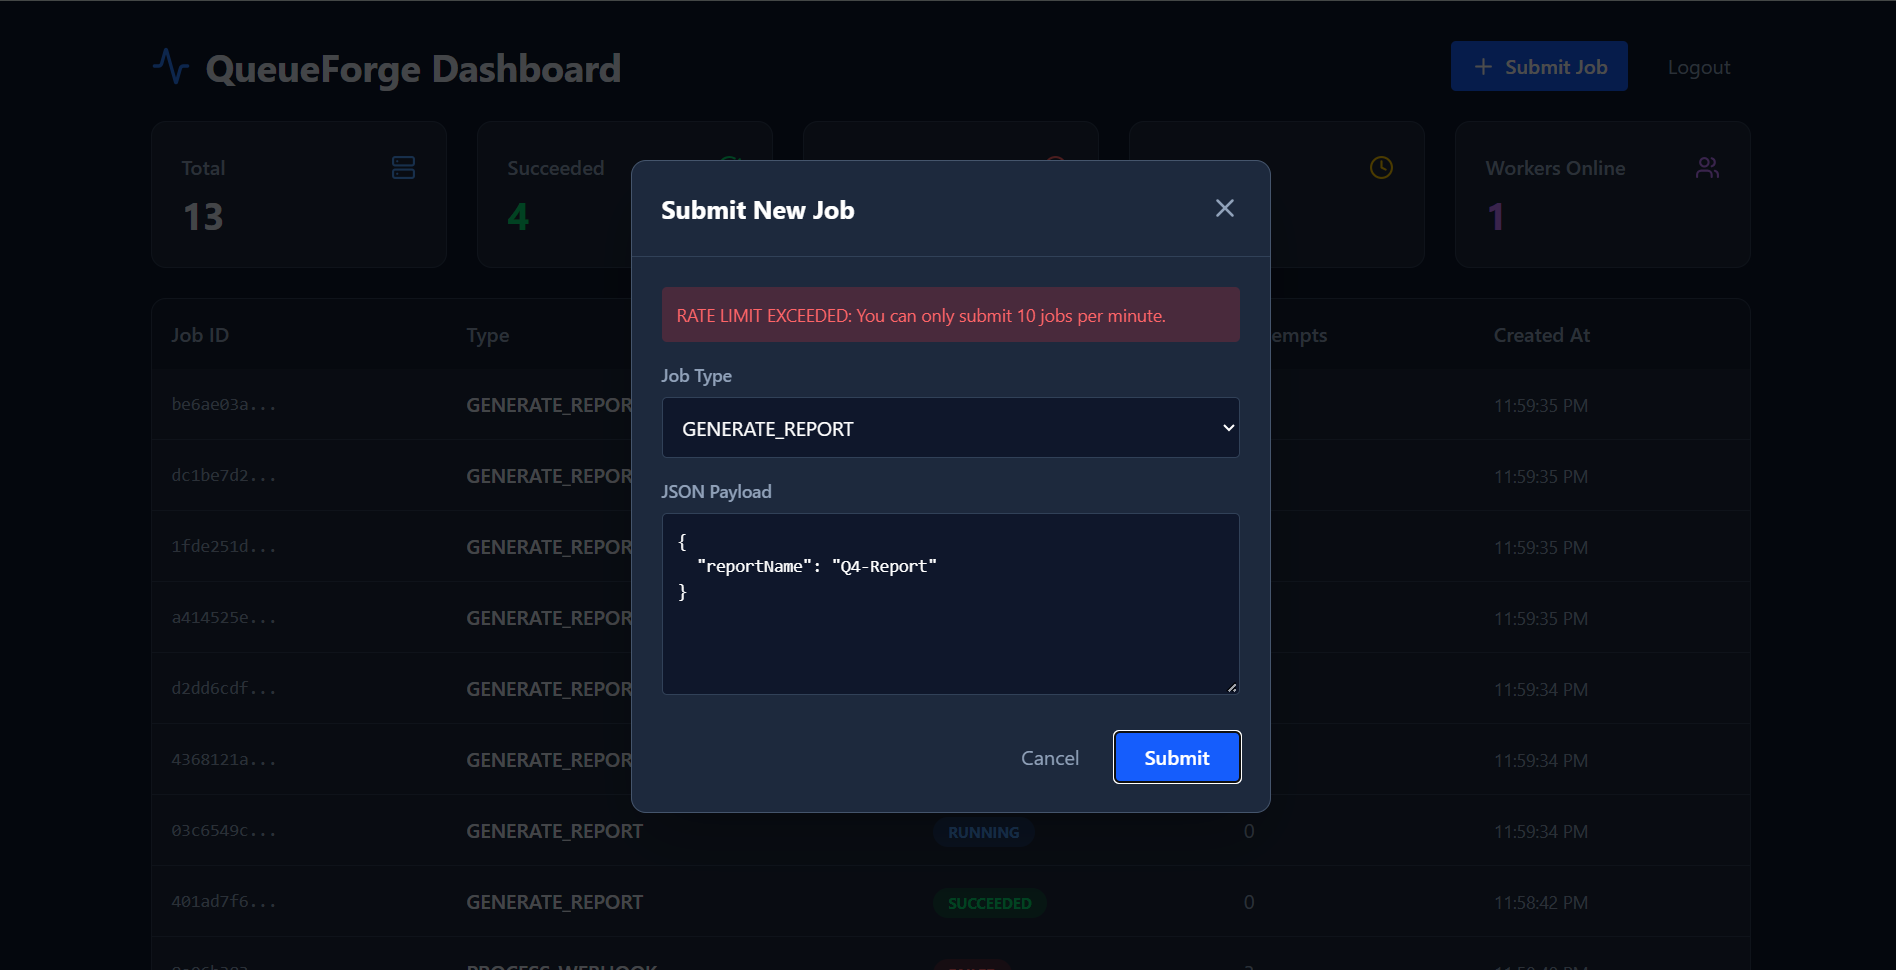 QueueForge Dashboard
Submit Job
Logout
Total
13
Succeeded
4
Workers Online
1
Submit New Job
RATE LIMIT EXCEEDED: You can only submit 10 jobs per minute.
Job Type
GENERATE_REPORT
JSON Payload
{
"reportName": "Q4-Report"
}
Cancel
Submit
Job ID Type empts Created At
be6ae03a... GENERATE_REPOR 11:59:35 PM
dc1be7d2... GENERATE_REPOR 11:59:35 PM
1fde251d... GENERATE_REPOR 11:59:35 PM
a414525e... GENERATE_REPOR 11:59:35 PM
d2dd6cdf... GENERATE_REPOR 11:59:34 PM
4368121a... GENERATE_REPOR 11:59:34 PM
03c6549c... GENERATE_REPORT RUNNING 0 11:59:34 PM
401ad7f6... GENERATE_REPORT SUCCEEDED 0 11:58:42 PM